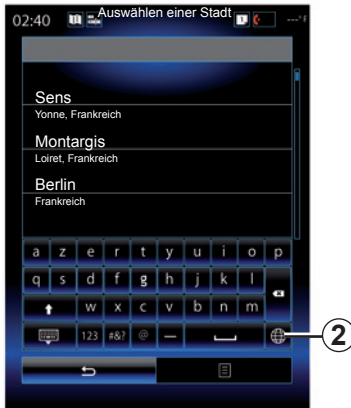 02:40 Auswählen einer Stadt ---°F
Sens
Yonne, Frankreich
Montargis
Loiret, Frankreich
Berlin
Frankreich
a z e r t y u i o p
q s d f g h j k l
w x c v b n m
123 #&? @ —
2